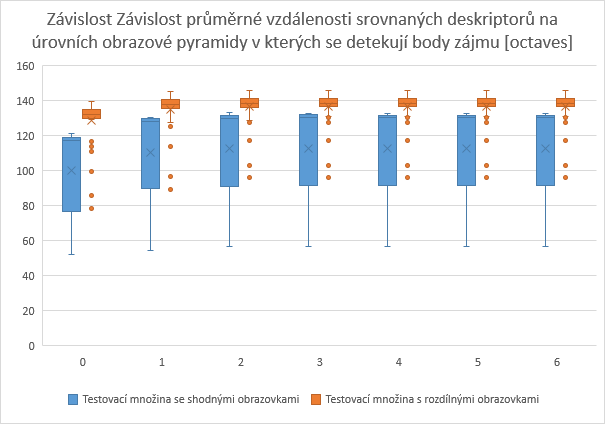 Závislost Závislost průměrné vzdálenosti srovnaných deskriptorů na
úrovních obrazové pyramidy v kterých se detekují body zájmu [octaves]
160
140
120
100
80
60
40
20
0
0 1 2 3 4 5 6
Testovací množina se shodnými obrazovkami Testovací množina s rozdílnými obrazovkami